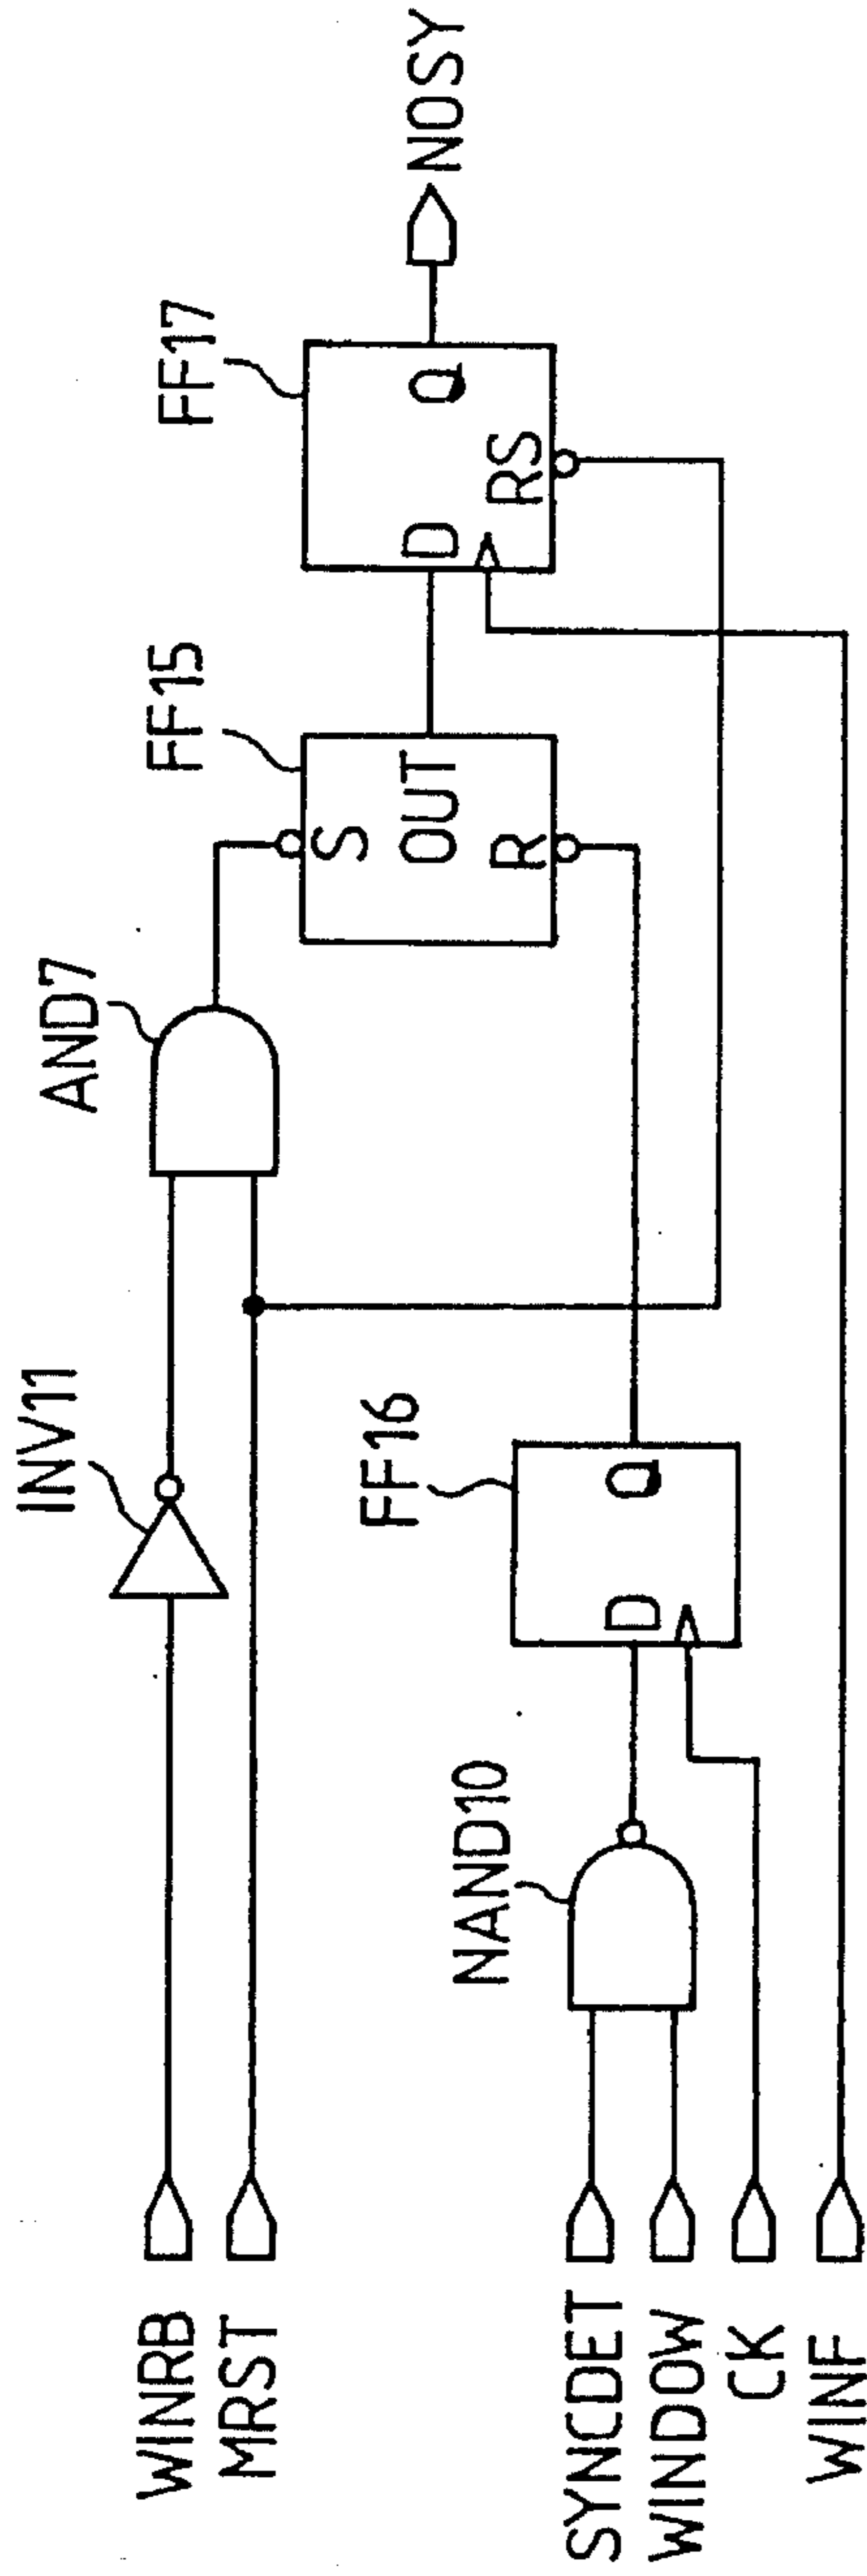 WINRB
MRST
SYNCDET
WINDOW
CK
WINF
INV11
AND7
NAND10
FF16
D
Q
FF15
S
OUT
R
FF17
D
Q
RS
NOSY